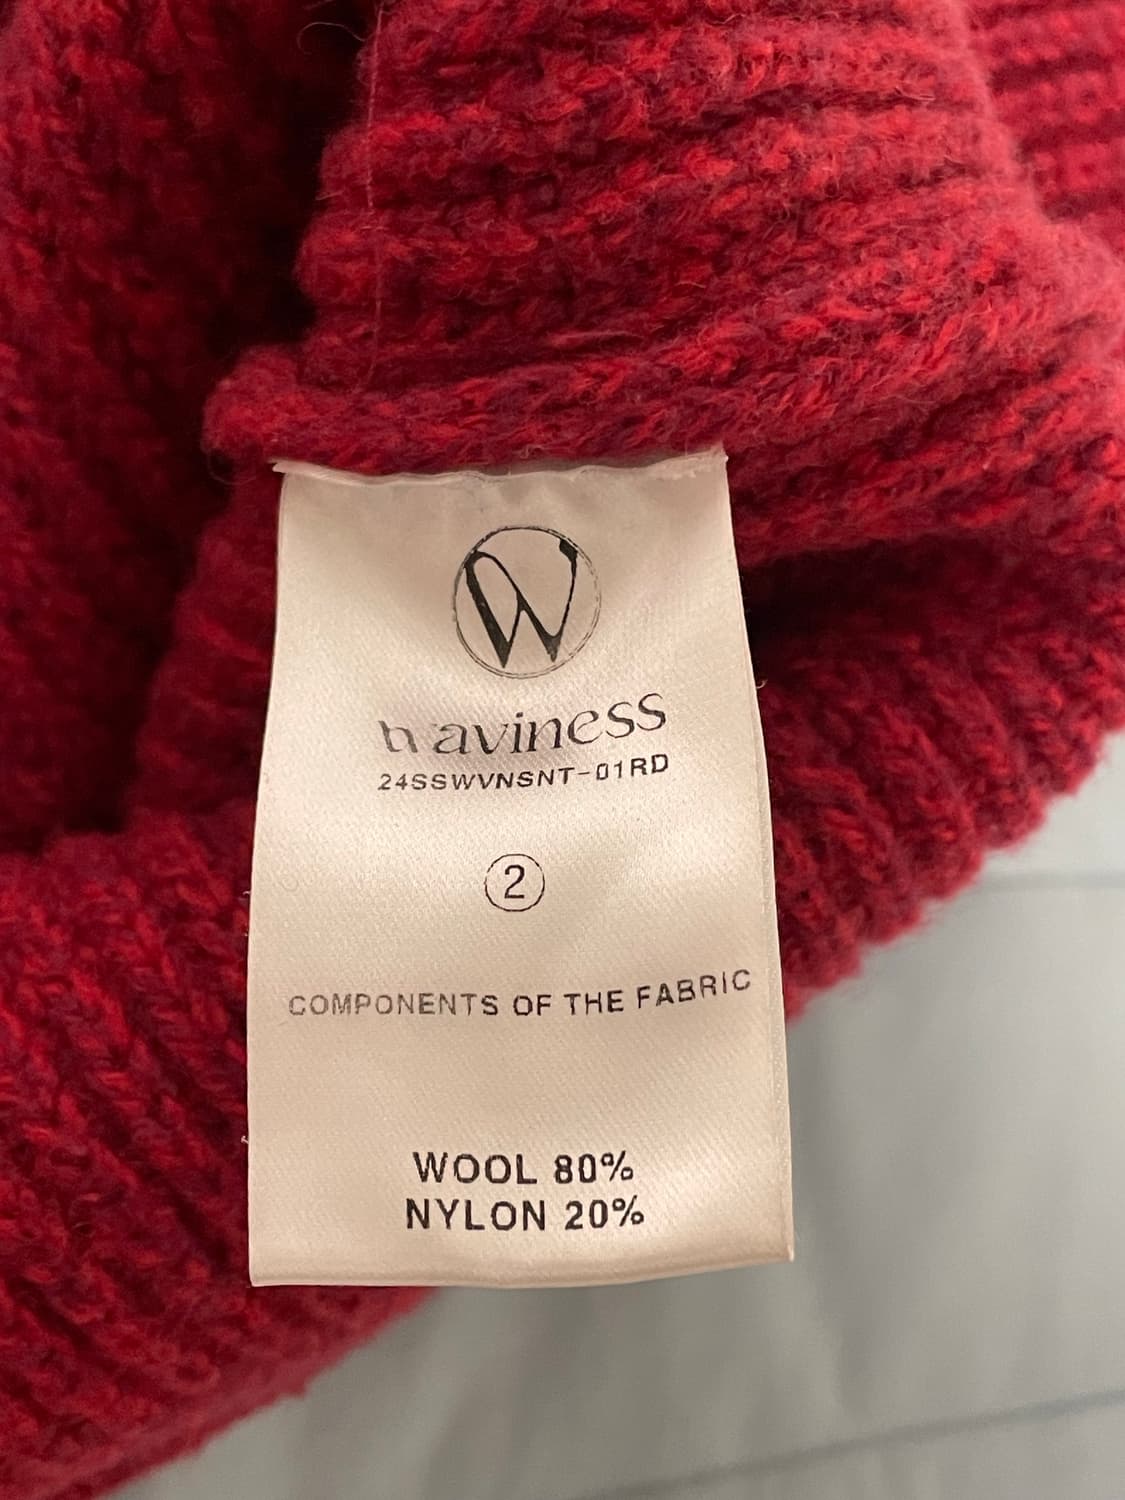 W
waviness
24SSWVNSNT-01RD
2
COMPONENTS OF THE FABRIC
WOOL 80%
NYLON 20%